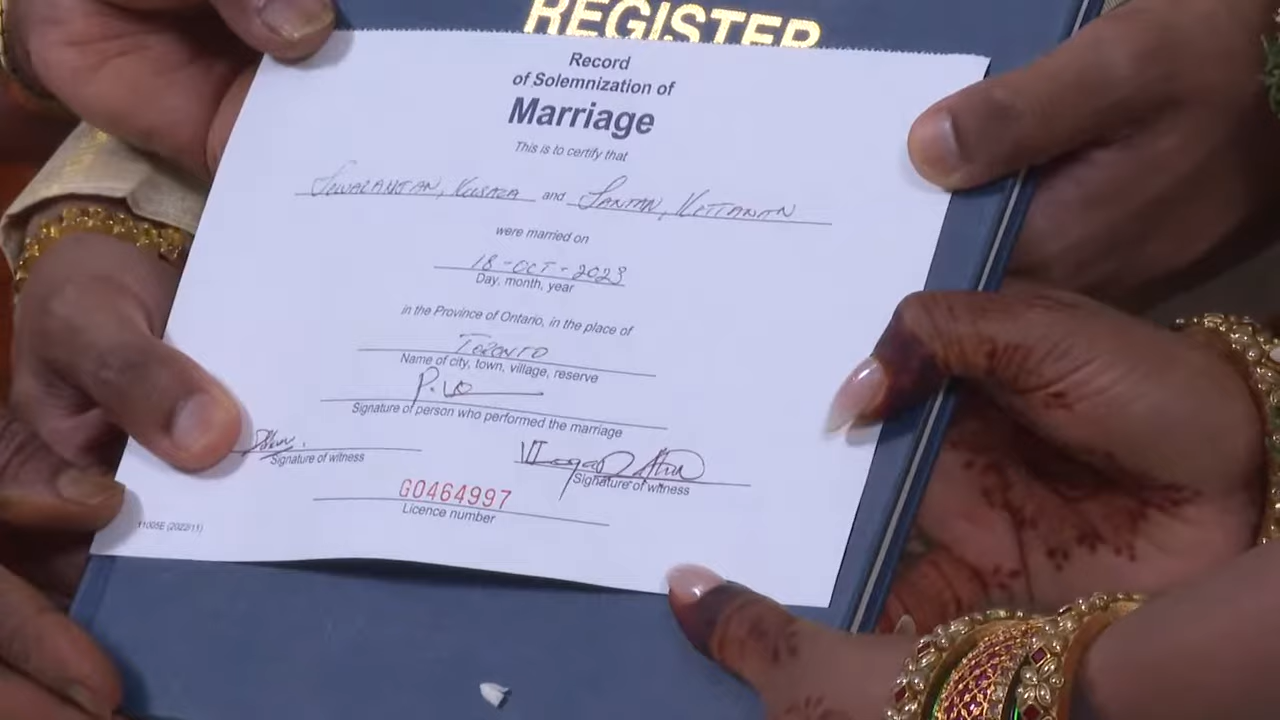 REGISTER
Record
of Solemnization of
Marriage
This is to certify that
and
were married on
18-OCT-2023
Day, month, year
in the Province of Ontario, in the place of
TORONTO
Name of city, town, village, reserve
Signature of person who performed the marriage
Signature of witness
Signature of witness
G0464997
Licence number
11005E (2022/11)